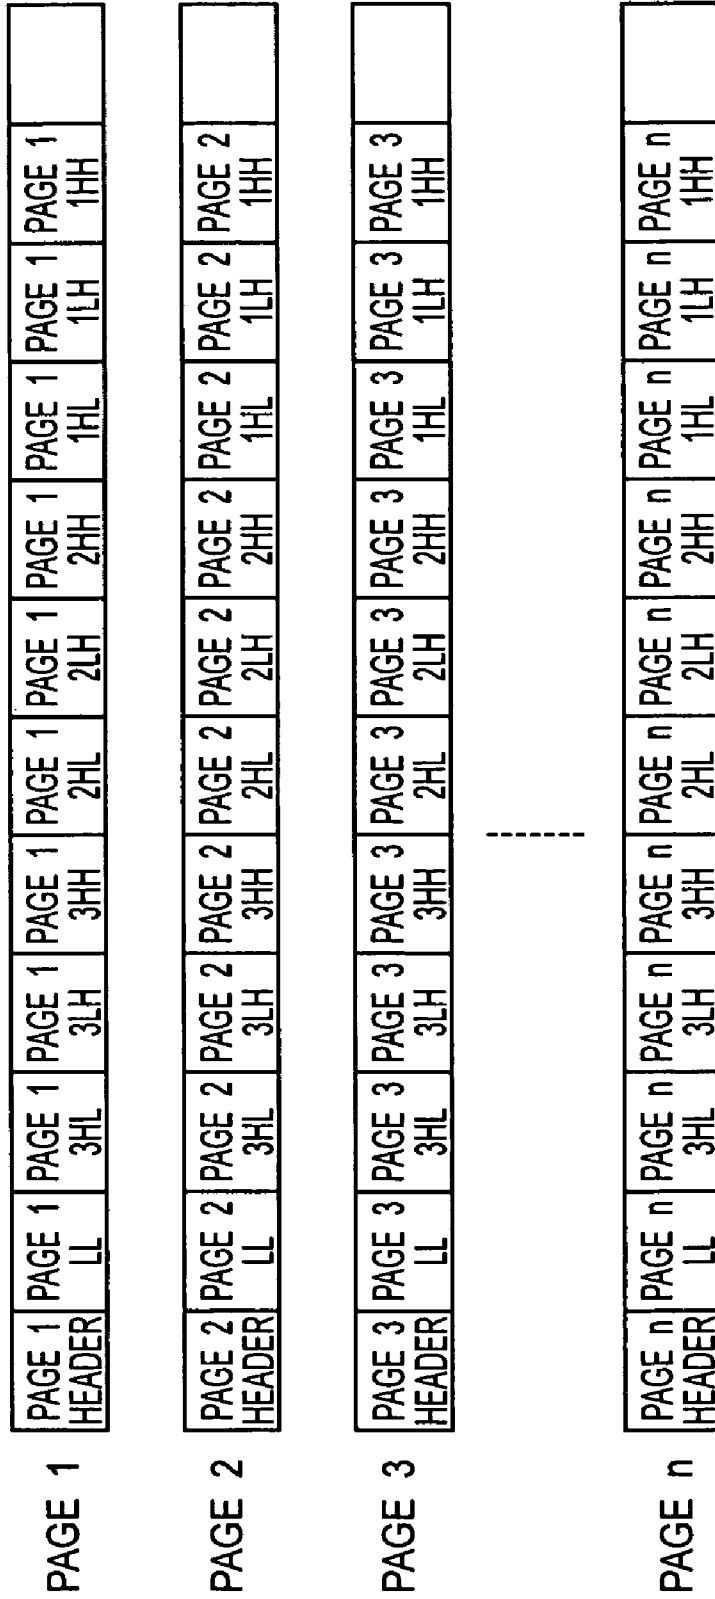 PAGE 1
PAGE 1
HEADER
PAGE 1
LL
PAGE 1
3HL
PAGE 1
3LH
PAGE 1
3HH
PAGE 1
2HL
PAGE 1
2LH
PAGE 1
2HH
PAGE 1
1HL
PAGE 1
1LH
PAGE 1
1HH
PAGE 2
PAGE 2
HEADER
PAGE 2
LL
PAGE 2
3HL
PAGE 2
3LH
PAGE 2
3HH
PAGE 2
2HL
PAGE 2
2LH
PAGE 2
2HH
PAGE 2
1HL
PAGE 2
1LH
PAGE 2
1HH
PAGE 3
PAGE 3
HEADER
PAGE 3
LL
PAGE 3
3HL
PAGE 3
3LH
PAGE 3
3HH
PAGE 3
2HL
PAGE 3
2LH
PAGE 3
2HH
PAGE 3
1HL
PAGE 3
1LH
PAGE 3
1HH
PAGE n
PAGE n
HEADER
PAGE n
LL
PAGE n
3HL
PAGE n
3LH
PAGE n
3HH
PAGE n
2HL
PAGE n
2LH
PAGE n
2HH
PAGE n
1HL
PAGE n
1LH
PAGE n
1HH